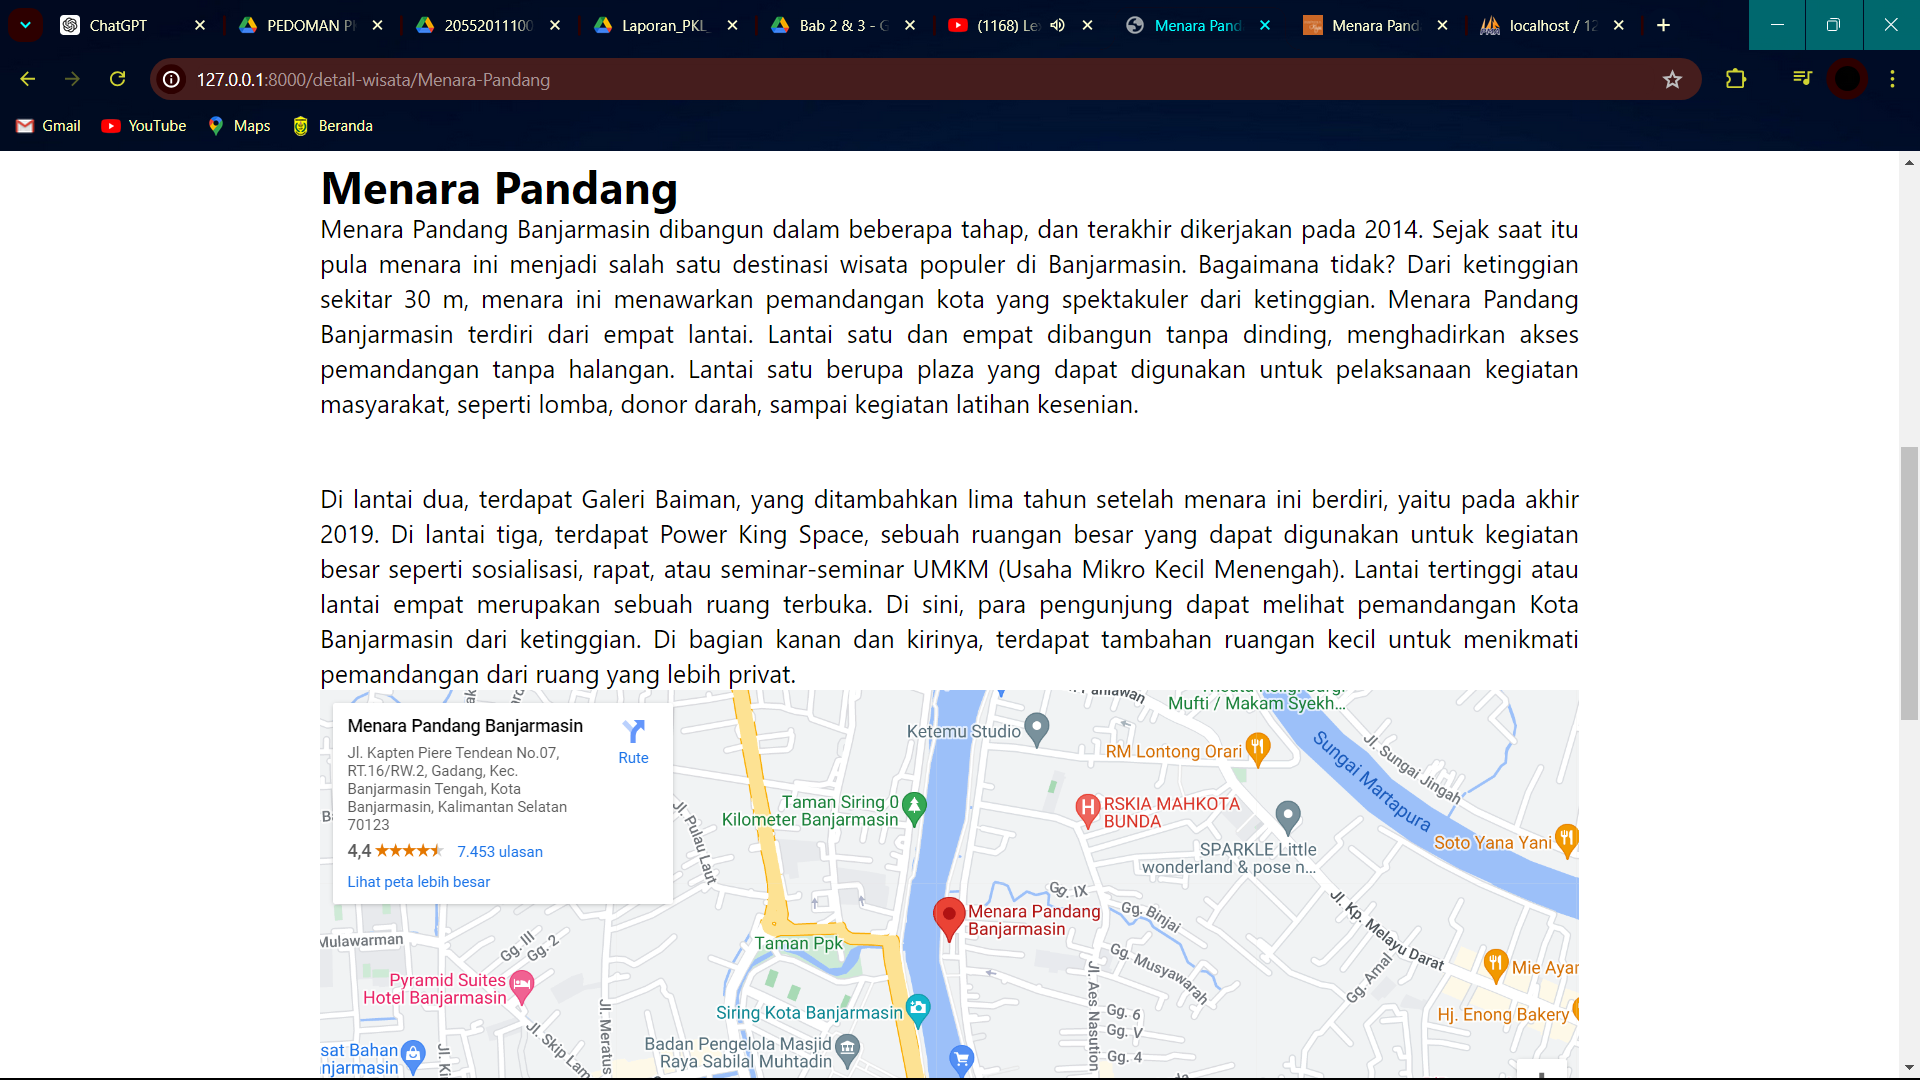 ChatGPT
PEDOMAN P
20552011100
Laporan_PKL_
Bab 2 & 3 - G
(1168) Le
Menara Pand
Menara Pand
localhost / 12
127.0.0.1:8000/detail-wisata/Menara-Pandang
Gmail
YouTube
Maps
Beranda
Menara Pandang
Menara Pandang Banjarmasin dibangun dalam beberapa tahap, dan terakhir dikerjakan pada 2014. Sejak saat itu
pula menara ini menjadi salah satu destinasi wisata populer di Banjarmasin. Bagaimana tidak? Dari ketinggian
sekitar 30 m, menara ini menawarkan pemandangan kota yang spektakuler dari ketinggian. Menara Pandang
Banjarmasin terdiri dari empat lantai. Lantai satu dan empat dibangun tanpa dinding, menghadirkan akses
pemandangan tanpa halangan. Lantai satu berupa plaza yang dapat digunakan untuk pelaksanaan kegiatan
masyarakat, seperti lomba, donor darah, sampai kegiatan latihan kesenian.
Di lantai dua, terdapat Galeri Baiman, yang ditambahkan lima tahun setelah menara ini berdiri, yaitu pada akhir
2019. Di lantai tiga, terdapat Power King Space, sebuah ruangan besar yang dapat digunakan untuk kegiatan
besar seperti sosialisasi, rapat, atau seminar-seminar UMKM (Usaha Mikro Kecil Menengah). Lantai tertinggi atau
lantai empat merupakan sebuah ruang terbuka. Di sini, para pengunjung dapat melihat pemandangan Kota
Banjarmasin dari ketinggian. Di bagian kanan dan kirinya, terdapat tambahan ruangan kecil untuk menikmati
pemandangan dari ruang yang lebih privat.
Menara Pandang Banjarmasin
Jl. Kapten Piere Tendean No.07,
RT.16/RW.2, Gadang, Kec.
Banjarmasin Tengah, Kota
Banjarmasin, Kalimantan Selatan
70123
4,4
7.453 ulasan
Lihat peta lebih besar
Rute
Mufti / Makam Syekh...
Ketemu Studio
RM Lontong Orari
Jl. Sungai Jingah
Sungai Martapura
Taman Siring 0
Kilometer Banjarmasin
RSKIA MAHKOTA
BUNDA
Jl. Pulau Laut
SPARKLE Little
wonderland & pose n...
Soto Yana Yani
Gg. IX
Gg. Binjai
Menara Pandang
Banjarmasin
Jl. Kp. Melayu Darat
Mulawarman
Gg. III
Gg. 2
Taman Ppk
Gg. Musyawarah
Gg. Amal
Mie Ayar
Pyramid Suites
Hotel Banjarmasin
Jl. Meratus
Siring Kota Banjarmasin
Jl. Aes Nasution
Gg. 6
Gg. V
Gg. 4
Hj. Enong Bakery
Jl. Skip Lam
Badan Pengelola Masjid
Raya Sabilal Muhtadin
sat Bahan
njarmasin
Jl. Ki